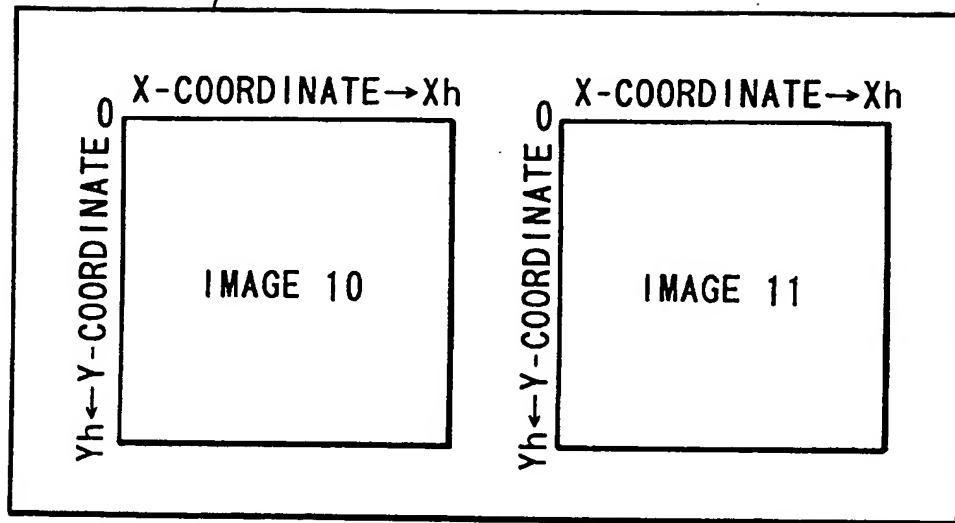 X-COORDINATE→Xh
0
Yh←Y-COORDINATE
IMAGE 10
X-COORDINATE→Xh
0
Yh←Y-COORDINATE
IMAGE 11